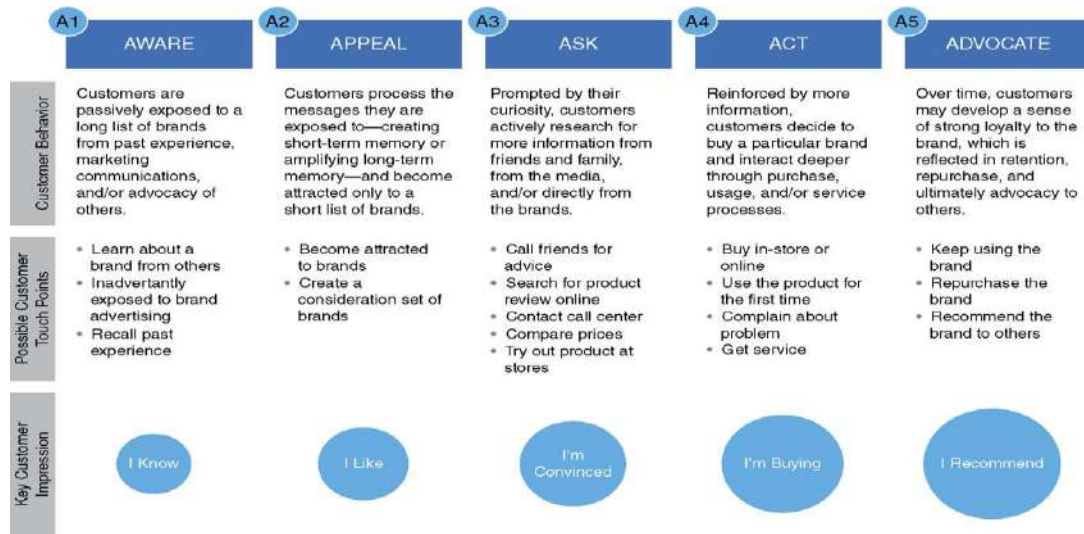 A1
AWARE
A2
APPEAL
A3
ASK
A4
ACT
A5
ADVOCATE
Customer Behavior
Customers are
passively exposed to a
long list of brands
from past experience,
marketing
communications,
and/or advocacy of
others.
Customers process the
messages they are
exposed to—creating
short-term memory or
amplifying long-term
memory—and become
attracted only to a
short list of brands.
Prompted by their
curiosity, customers
actively research for
more information from
friends and family,
from the media,
and/or directly from
the brands.
Reinforced by more
information,
customers decide to
buy a particular brand
and interact deeper
through purchase,
usage, and/or service
processes.
Over time, customers
may develop a sense
of strong loyalty to the
brand, which is
reflected in retention,
repurchase, and
ultimately advocacy to
others.
Possible Customer
Touch Points
• Learn about a
brand from others
• Inadvertantly
exposed to brand
advertising
• Recall past
experience
• Become attracted
to brands
• Create a
consideration set of
brands
• Call friends for
advice
• Search for product
review online
• Contact call center
• Compare prices
• Try out product at
stores
• Buy in-store or
online
• Use the product for
the first time
• Complain about
problem
• Get service
• Keep using the
brand
• Repurchase the
brand
• Recommend the
brand to others
Key Customer
Impression
I Know
I Like
I'm
Convinced
I'm Buying
I Recommend